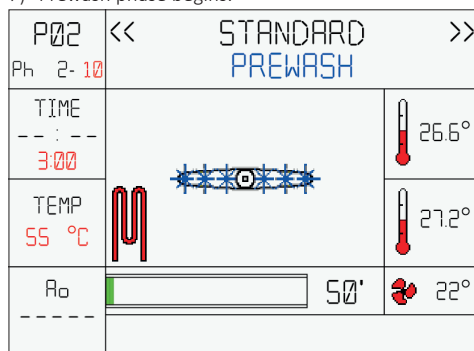 7) Prewash phase begins.
P02 << STANDARD >>
Ph 2- 10 PREWASH
TIME
-- : --
3:00
26.6°
TEMP
55 °C
27.2°
Ao
-----
50'
22°